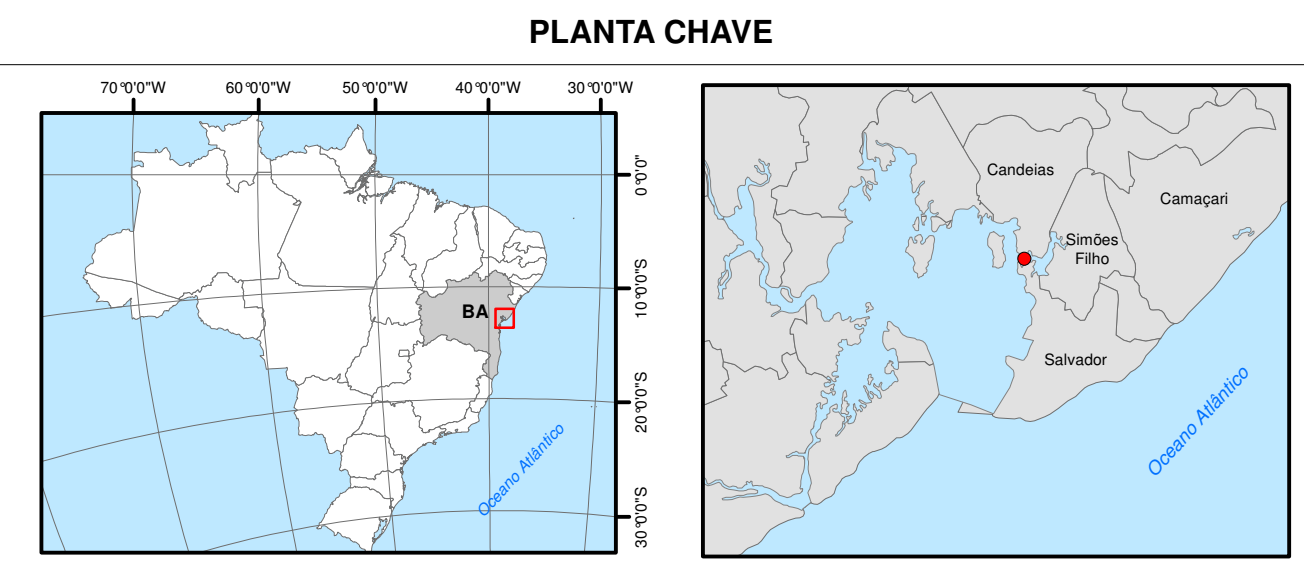 PLANTA CHAVE
70°0'0"W 60°0'0"W 50°0'0"W 40°0'0"W 30°0'0"W
0°0'0"
10°0'0"S
20°0'0"S
30°0'0"S
BA
Oceano Atlântico
Candeias
Camaçari
Simões
Filho
Salvador
Oceano Atlântico